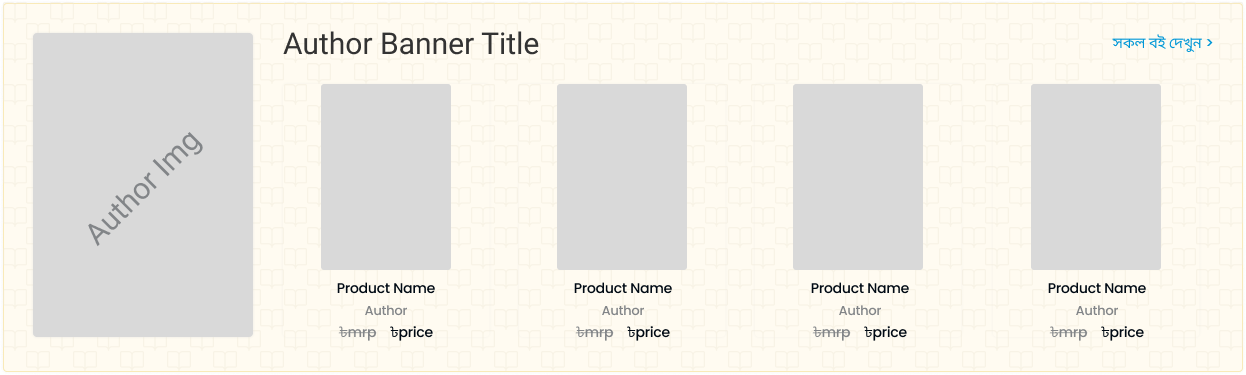 Author Img
Author Banner Title
সকল বই দেখুন >
Product Name
Author
৳mrp ৳price
Product Name
Author
৳mrp ৳price
Product Name
Author
৳mrp ৳price
Product Name
Author
৳mrp ৳price